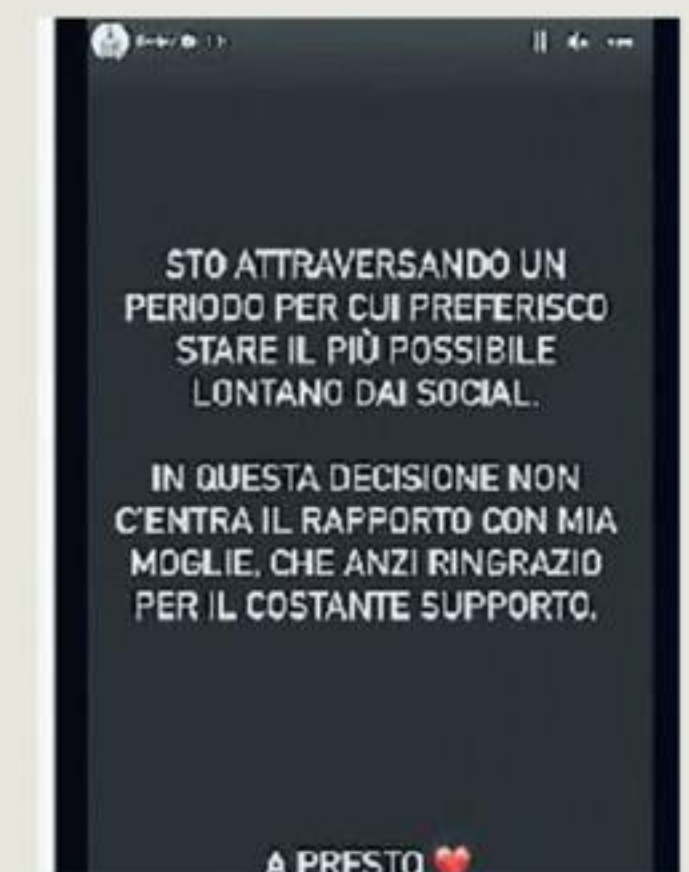 STO ATTRAVERSANDO UN
PERIODO PER CUI PREFERISCO
STARE IL PIÙ POSSIBILE
LONTANO DAI SOCIAL.
IN QUESTA DECISIONE NON
C'ENTRA IL RAPPORTO CON MIA
MOGLIE, CHE ANZI RINGRAZIO
PER IL COSTANTE SUPPORTO.
A PRESTO ❤️